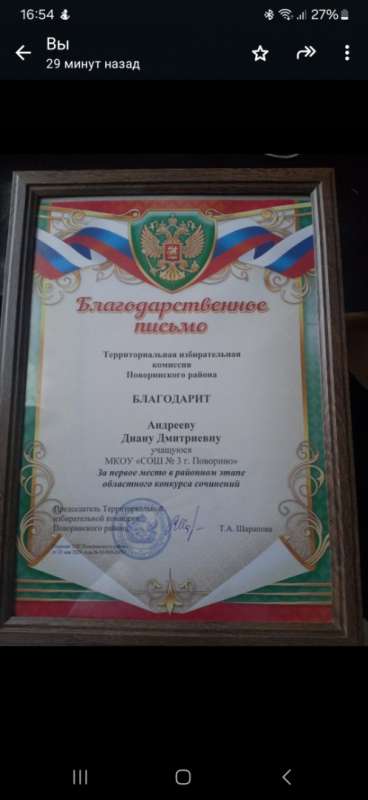 16:54
27%
Вы
29 минут назад
Благодарственное
письмо
Территориальная избирательная
комиссия
Поворинского района
БЛАГОДАРИТ
Андрееву
Диану Дмитриевну
учащуюся
МКОУ «СОШ № 3 г. Поворино»
За первое место в районном этапе
областного конкурса сочинений
Председатель Территориальной
избирательной комиссии
Поворинского района
Т.А. Шарапова